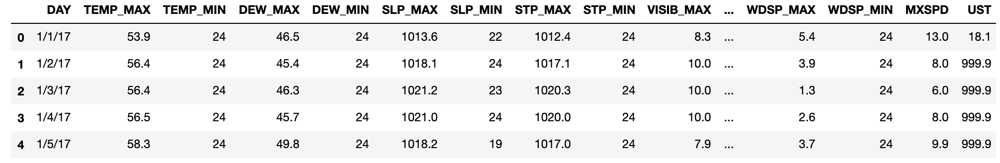 DAY TEMP_MAX TEMP_MIN DEW_MAX DEW_MIN SLP_MAX SLP_MIN STP_MAX STP_MIN VISIB_MAX ... WDSP_MAX WDSP_MIN MXSPD UST
0 1/1/17 53.9 24 46.5 24 1013.6 22 1012.4 24 8.3 ... 5.4 24 13.0 18.1
1 1/2/17 56.4 24 45.4 24 1018.1 24 1017.1 24 10.0 ... 3.9 24 8.0 999.9
2 1/3/17 56.4 24 46.3 24 1021.2 23 1020.3 24 10.0 ... 1.3 24 6.0 999.9
3 1/4/17 56.5 24 45.7 24 1021.0 24 1020.0 24 10.0 ... 2.6 24 8.0 999.9
4 1/5/17 58.3 24 49.8 24 1018.2 19 1017.0 24 7.9 ... 3.7 24 9.9 999.9